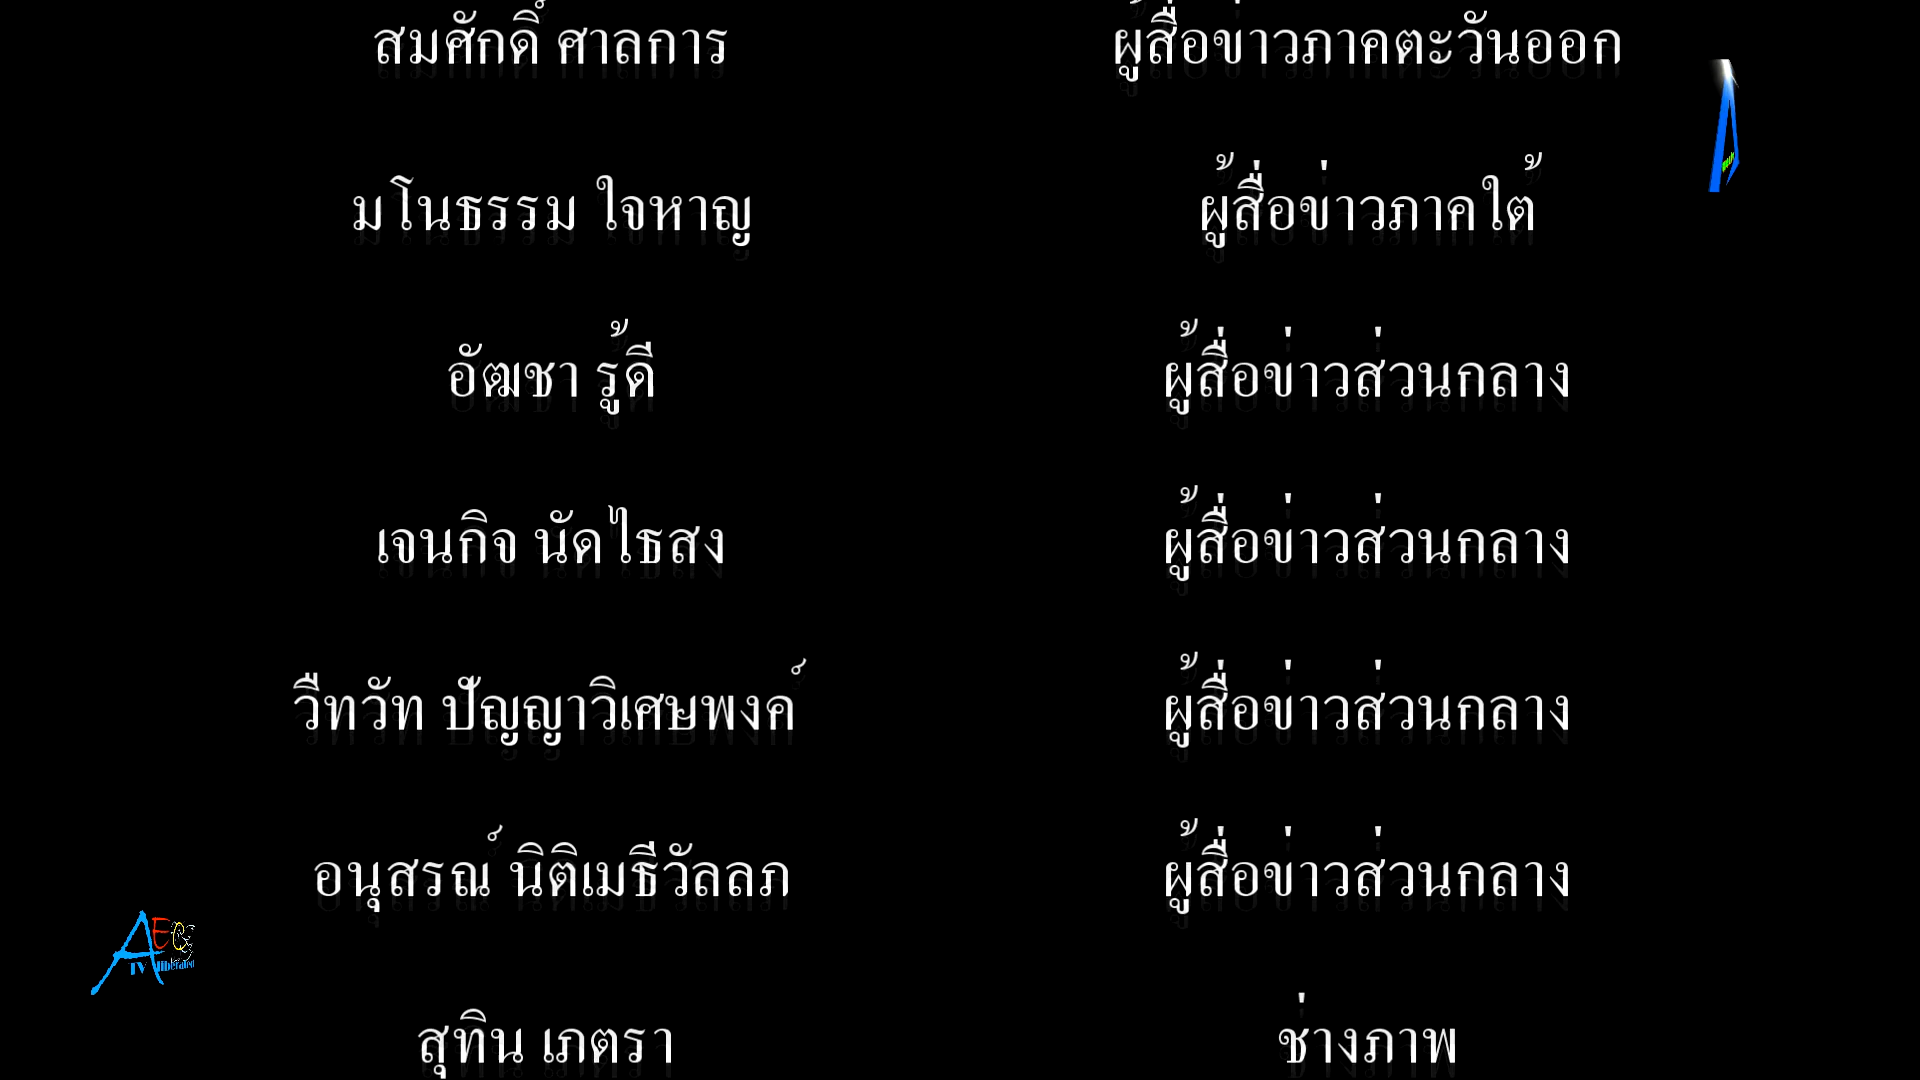 สมศักดิ์ ศาลการ ผู้สื่อข่าวภาคตะวันออก
มโนธรรม ใจหาญ ผู้สื่อข่าวภาคใต้
อัฒชา รู้ดี ผู้สื่อข่าวส่วนกลาง
เจนกิจ นัดไธสง ผู้สื่อข่าวส่วนกลาง
วืทวัท ปัญญาวิเศษพงค์ ผู้สื่อข่าวส่วนกลาง
อนุสรณ์ นิติเมธีวัลลภ ผู้สื่อข่าวส่วนกลาง
AEC
TV
สุทิน เภตรา ช่างภาพ